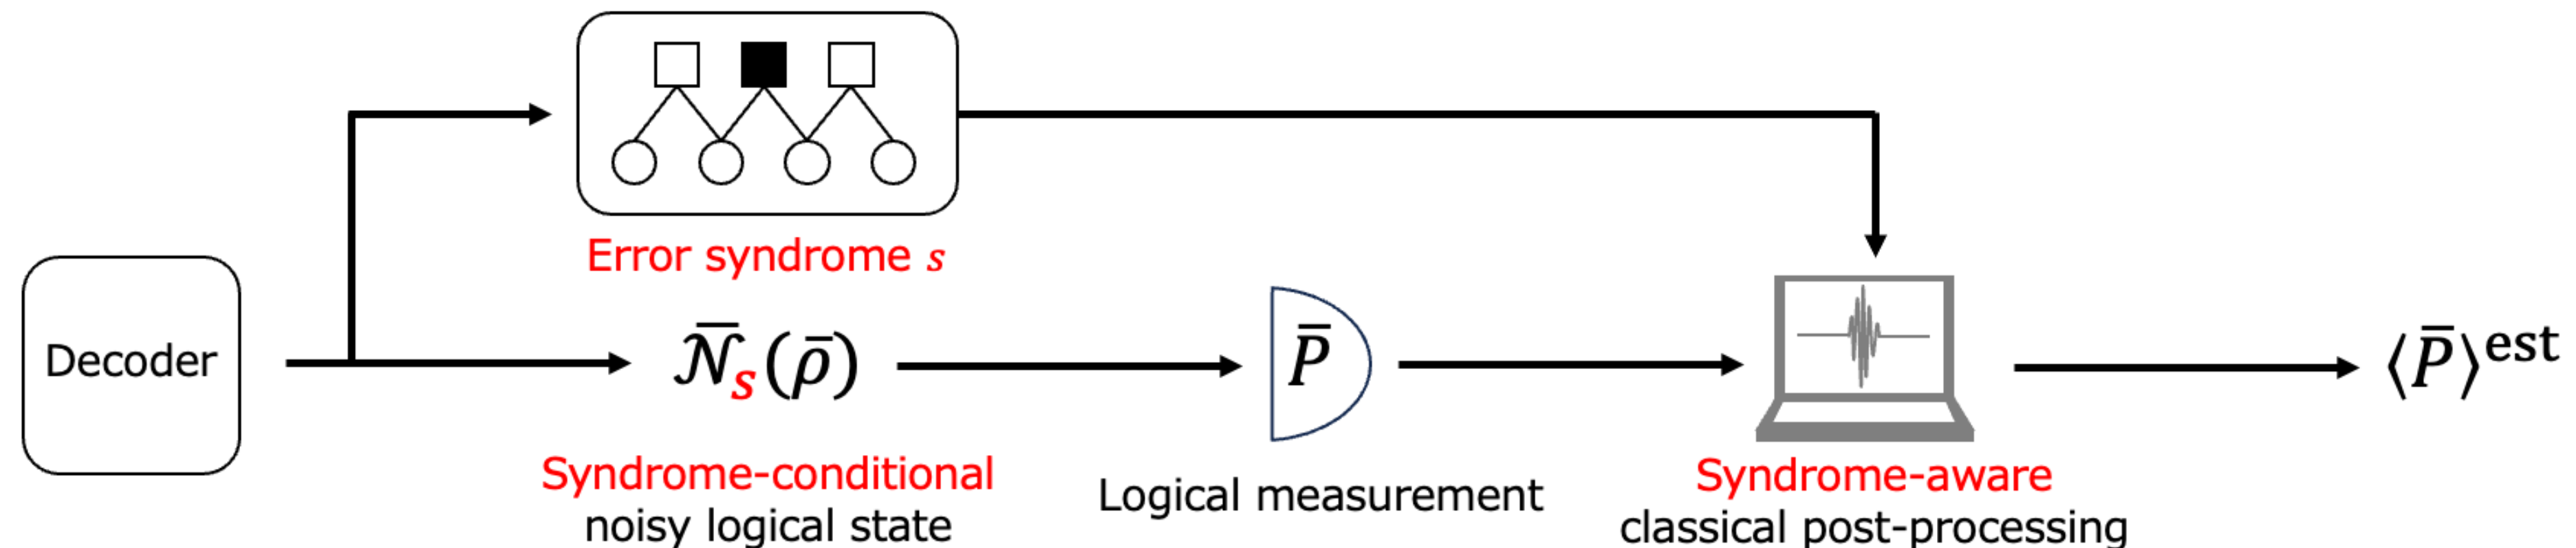 Error syndrome s
Decoder
𝒩̅ₛ(ρ̄)
P̅
⟨P̅⟩ᵉˢᵗ
Syndrome-conditional
noisy logical state
Logical measurement
Syndrome-aware
classical post-processing